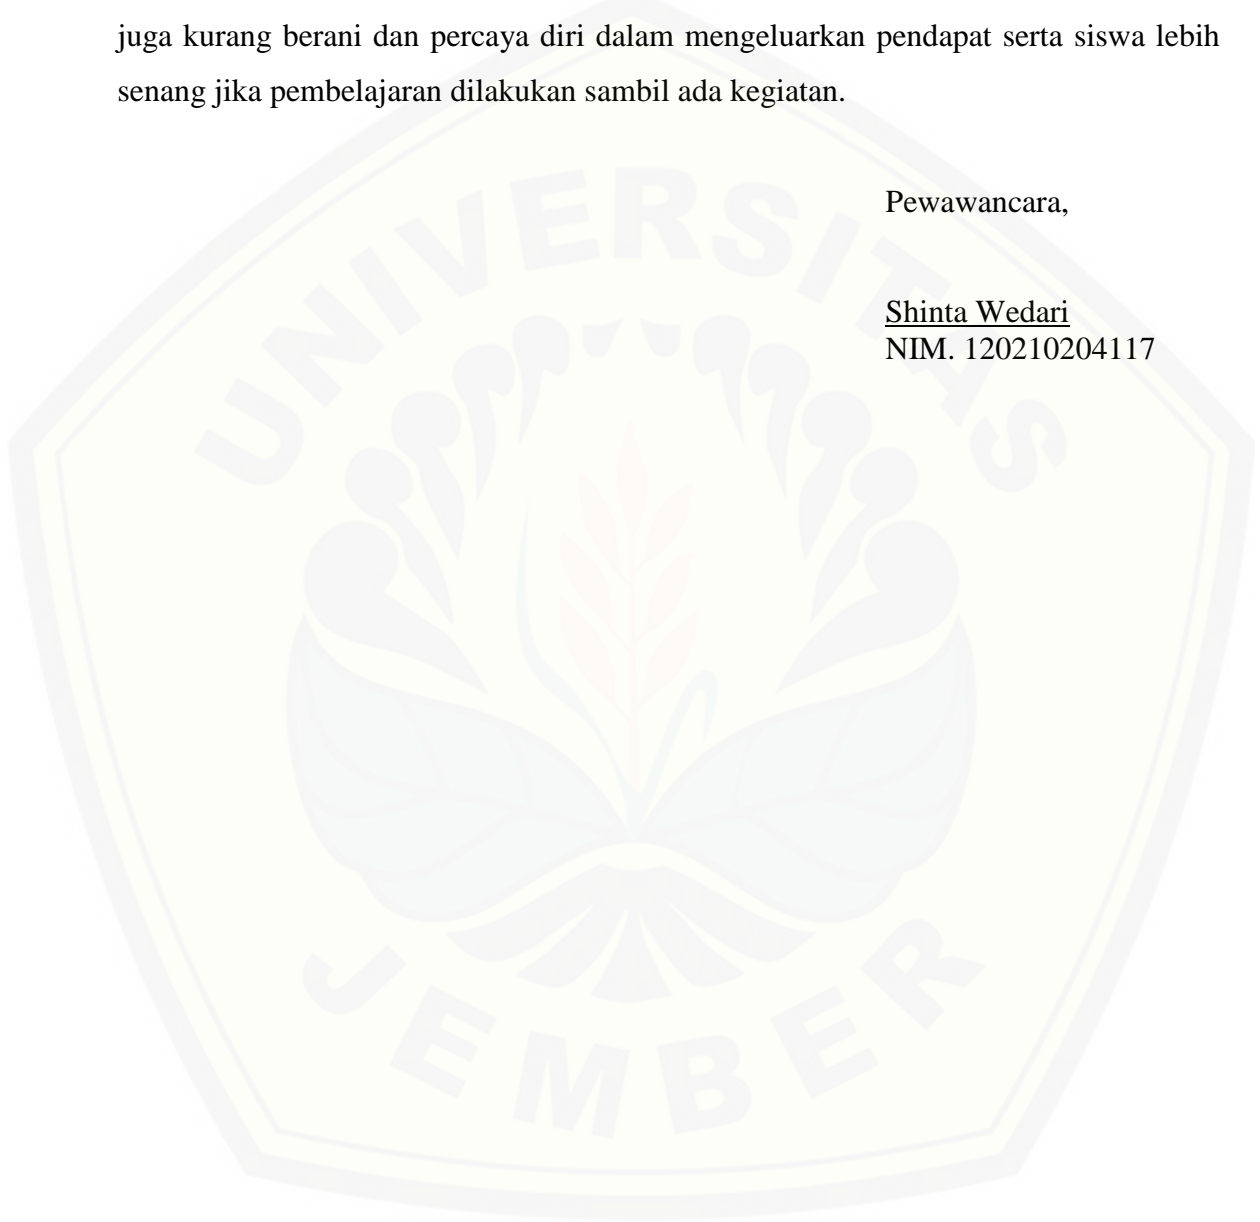 juga kurang berani dan percaya diri dalam mengeluarkan pendapat serta siswa lebih
senang jika pembelajaran dilakukan sambil ada kegiatan.
Pewawancara,
Shinta Wedari
NIM. 120210204117
UNIVERSITAS
JEMBER